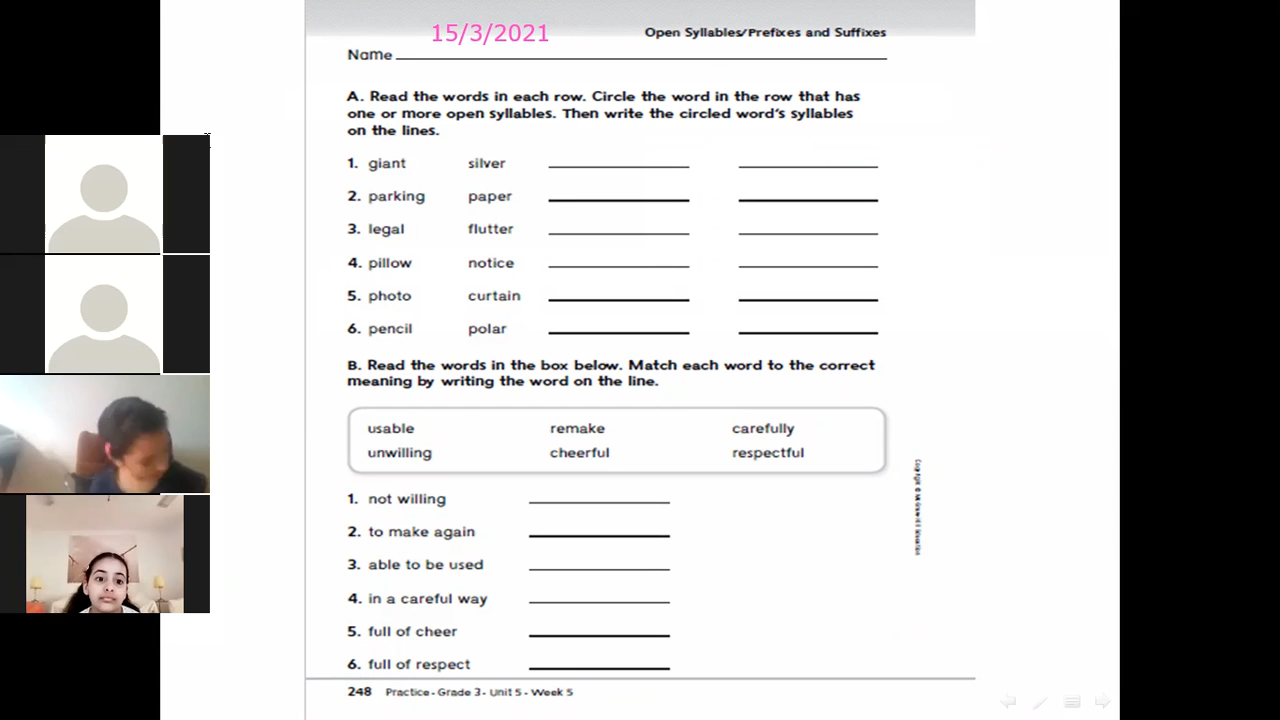 15/3/2021
Open Syllables/Prefixes and Suffixes
Name
A. Read the words in each row. Circle the word in the row that has
one or more open syllables. Then write the circled word's syllables
on the lines.
1. giant silver
2. parking paper
3. legal flutter
4. pillow notice
5. photo curtain
6. pencil polar
B. Read the words in the box below. Match each word to the correct
meaning by writing the word on the line.
usable remake carefully
unwilling cheerful respectful
1. not willing
2. to make again
3. able to be used
4. in a careful way
5. full of cheer
6. full of respect
248 Practice · Grade 3 · Unit 5 · Week 5
Copyright ©